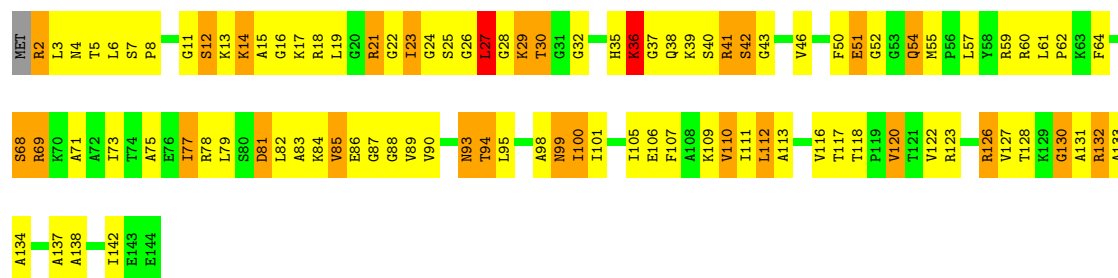 MET R2 L3 N4 T5 L6 S7 P8 G11 S12 K13 K14 A15 G16 K17 R18 L19 G20 R21 G22 I23 G24 S25 G26 L27 G28 K29 T30 G31 G32 H35 K36 G37 Q38 K39 S40 R41 S42 G43 V46 F50 E51 G52 G53 Q54 M55 P56 L57 Y58 R59 R60 L61 P62 K63 F64
S68 R69 K70 A71 A72 I73 T74 A75 E76 I77 R78 L79 S80 D81 L82 A83 K84 V85 E86 G87 G88 V89 V90 N93 T94 L95 A98 N99 I100 I101 I105 E106 F107 A108 K109 V110 I111 L112 A113 V116 T117 T118 P119 V120 T121 V122 R123 R126 V127 T128 K129 G130 A131 R132 A133
A134 A137 A138 I142 E143 E144